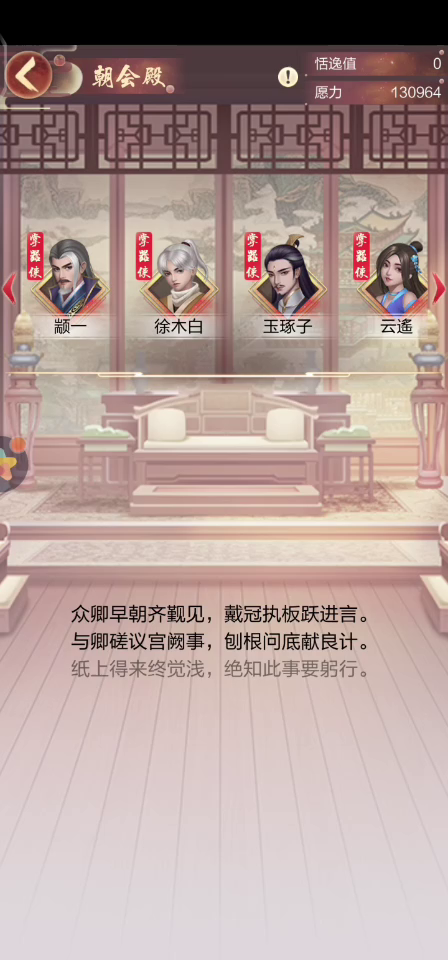 朝会殿
!
恬逸值 0
愿力 130964
掌器使
掌器使
掌器使
掌器使
颛一
徐木白
玉琢子
云遙
众卿早朝齐觐见，戴冠执板跃进言。
与卿磋议宫阙事，刨根问底献良计。
纸上得来终觉浅，绝知此事要躬行。